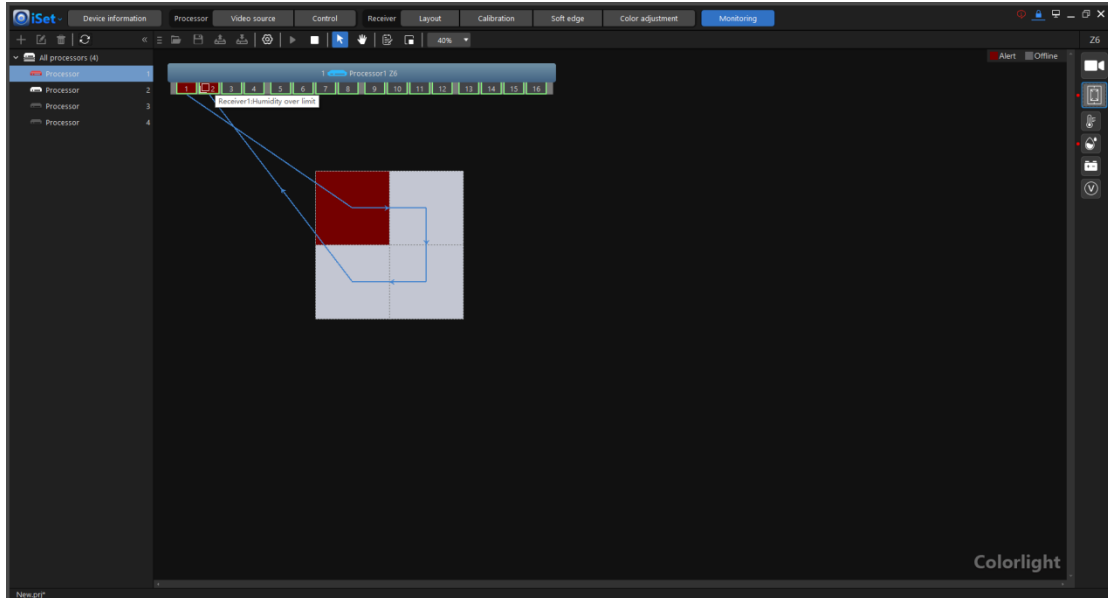 iSet Device information Processor Video source Control Receiver Layout Calibration Soft edge Color adjustment Monitoring
40% Z6
All processors (4) Alert Offline
Processor 1
1 Processor1 Z6
Processor 2
1 2 3 4 5 6 7 8 9 10 11 12 13 14 15 16
Receiver1:Humidity over limit
Processor 3
Processor 4
V
Colorlight
New.prj*